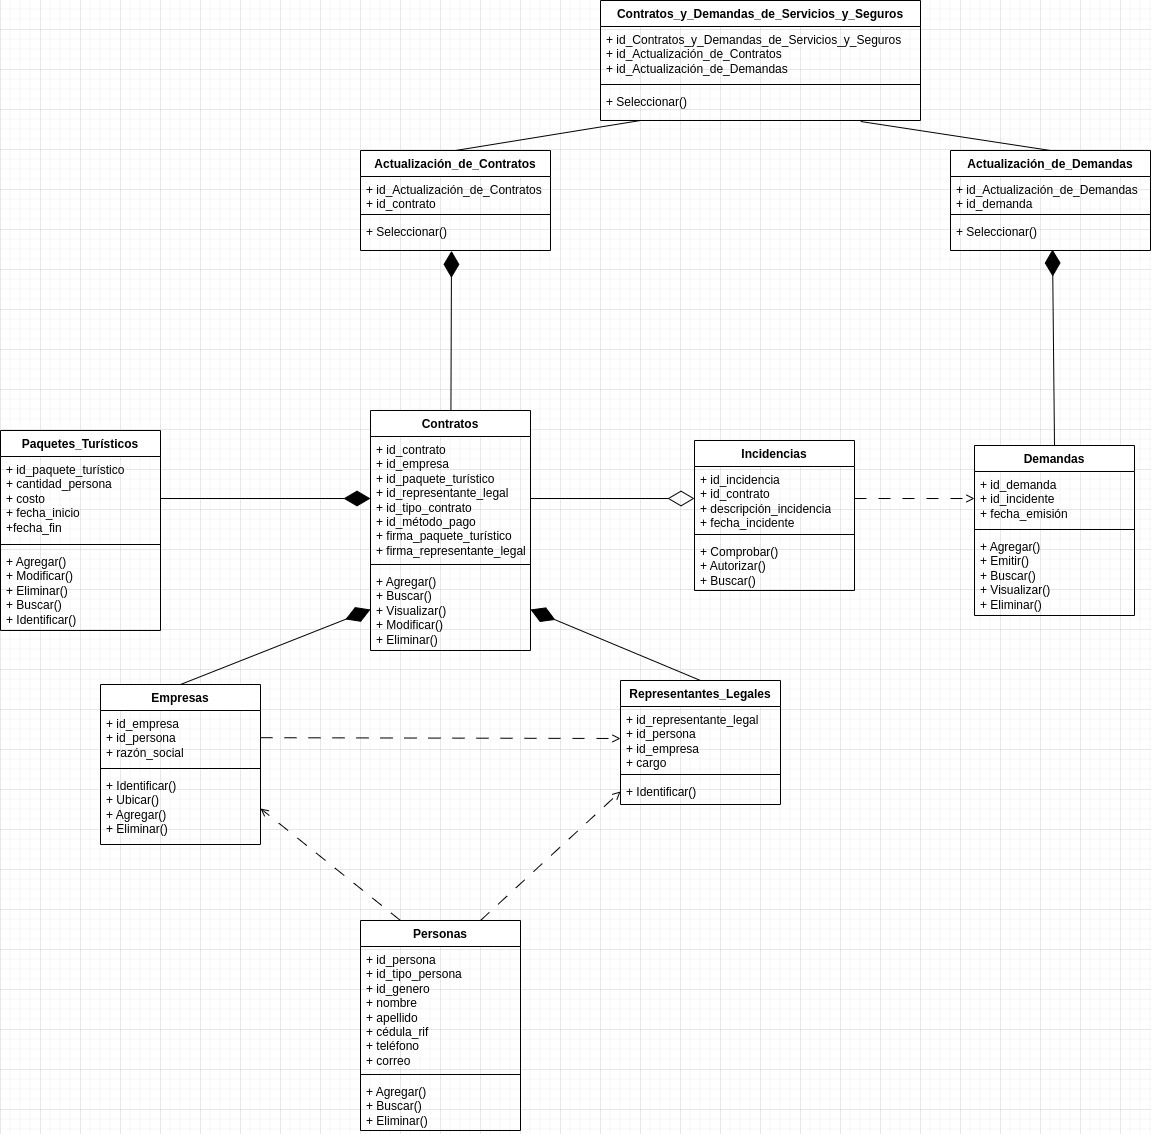 Contratos_y_Demandas_de_Servicios_y_Seguros
+ id_Contratos_y_Demandas_de_Servicios_y_Seguros
+ id_Actualización_de_Contratos
+ id_Actualización_de_Demandas
+ Seleccionar()
Actualización_de_Contratos
+ id_Actualización_de_Contratos
+ id_contrato
+ Seleccionar()
Actualización_de_Demandas
+ id_Actualización_de_Demandas
+ id_demanda
+ Seleccionar()
Paquetes_Turísticos
+ id_paquete_turístico
+ cantidad_persona
+ costo
+ fecha_inicio
+fecha_fin
+ Agregar()
+ Modificar()
+ Eliminar()
+ Buscar()
+ Identificar()
Contratos
+ id_contrato
+ id_empresa
+ id_paquete_turístico
+ id_representante_legal
+ id_tipo_contrato
+ id_método_pago
+ firma_paquete_turístico
+ firma_representante_legal
+ Agregar()
+ Buscar()
+ Visualizar()
+ Modificar()
+ Eliminar()
Incidencias
+ id_incidencia
+ id_contrato
+ descripción_incidencia
+ fecha_incidente
+ Comprobar()
+ Autorizar()
+ Buscar()
Demandas
+ id_demanda
+ id_incidente
+ fecha_emisión
+ Agregar()
+ Emitir()
+ Buscar()
+ Visualizar()
+ Eliminar()
Empresas
+ id_empresa
+ id_persona
+ razón_social
+ Identificar()
+ Ubicar()
+ Agregar()
+ Eliminar()
Representantes_Legales
+ id_representante_legal
+ id_persona
+ id_empresa
+ cargo
+ Identificar()
Personas
+ id_persona
+ id_tipo_persona
+ id_genero
+ nombre
+ apellido
+ cédula_rif
+ teléfono
+ correo
+ Agregar()
+ Buscar()
+ Eliminar()